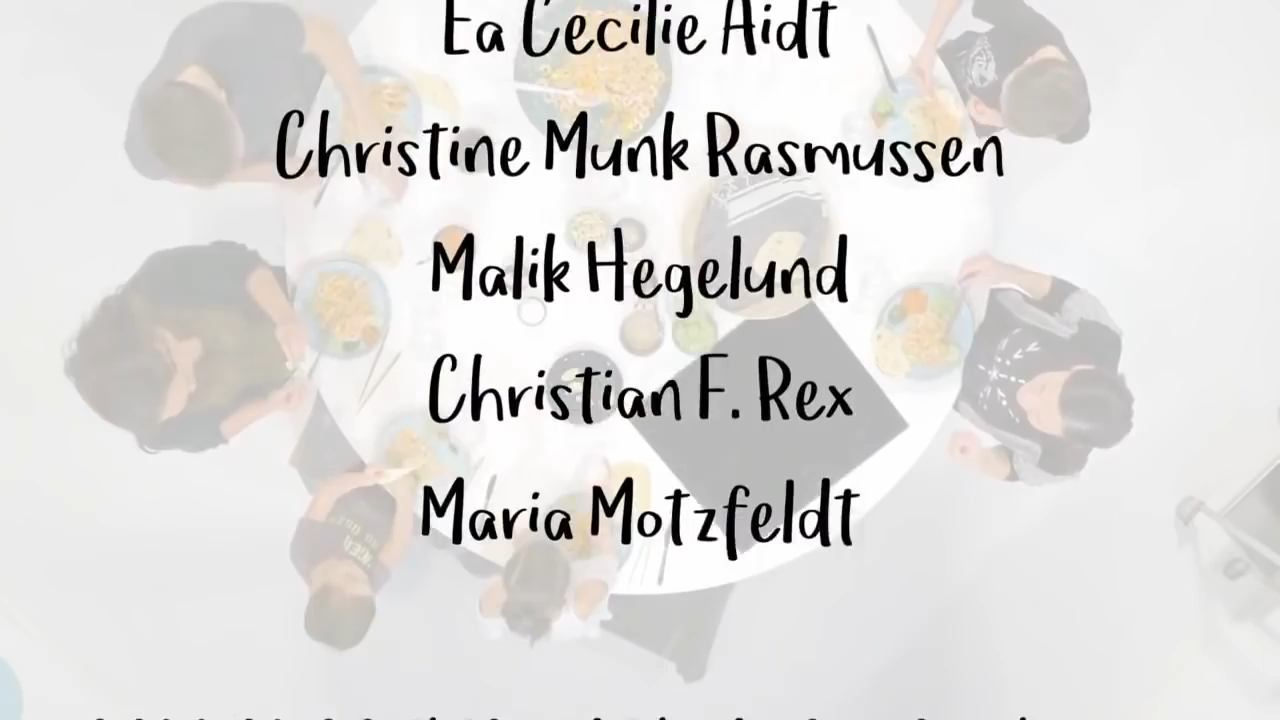 Ea Cecilie Aidt
Christine Munk Rasmussen
Malik Hegelund
Christian F. Rex
Maria Motzfeldt